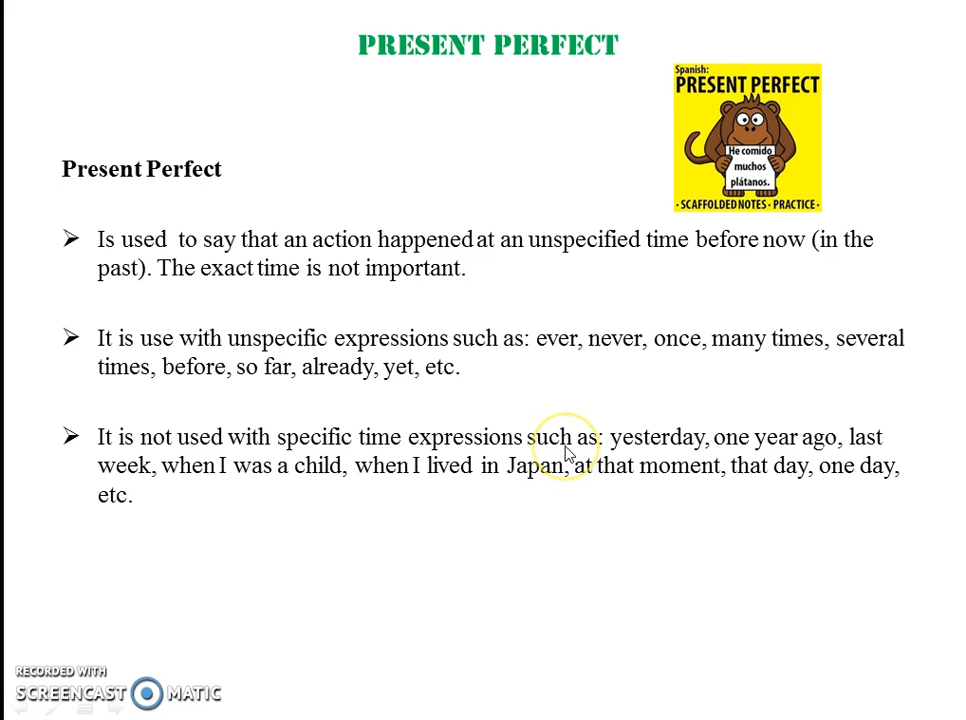 PRESENT PERFECT
Spanish:
PRESENT PERFECT
He comido
muchos
plátanos.
· SCAFFOLDED NOTES · PRACTICE ·
Present Perfect
Is used to say that an action happened at an unspecified time before now (in the
past). The exact time is not important.
It is use with unspecific expressions such as: ever, never, once, many times, several
times, before, so far, already, yet, etc.
It is not used with specific time expressions such as: yesterday, one year ago, last
week, when I was a child, when I lived in Japan, at that moment, that day, one day,
etc.
RECORDED WITH
SCREENCAST MATIC